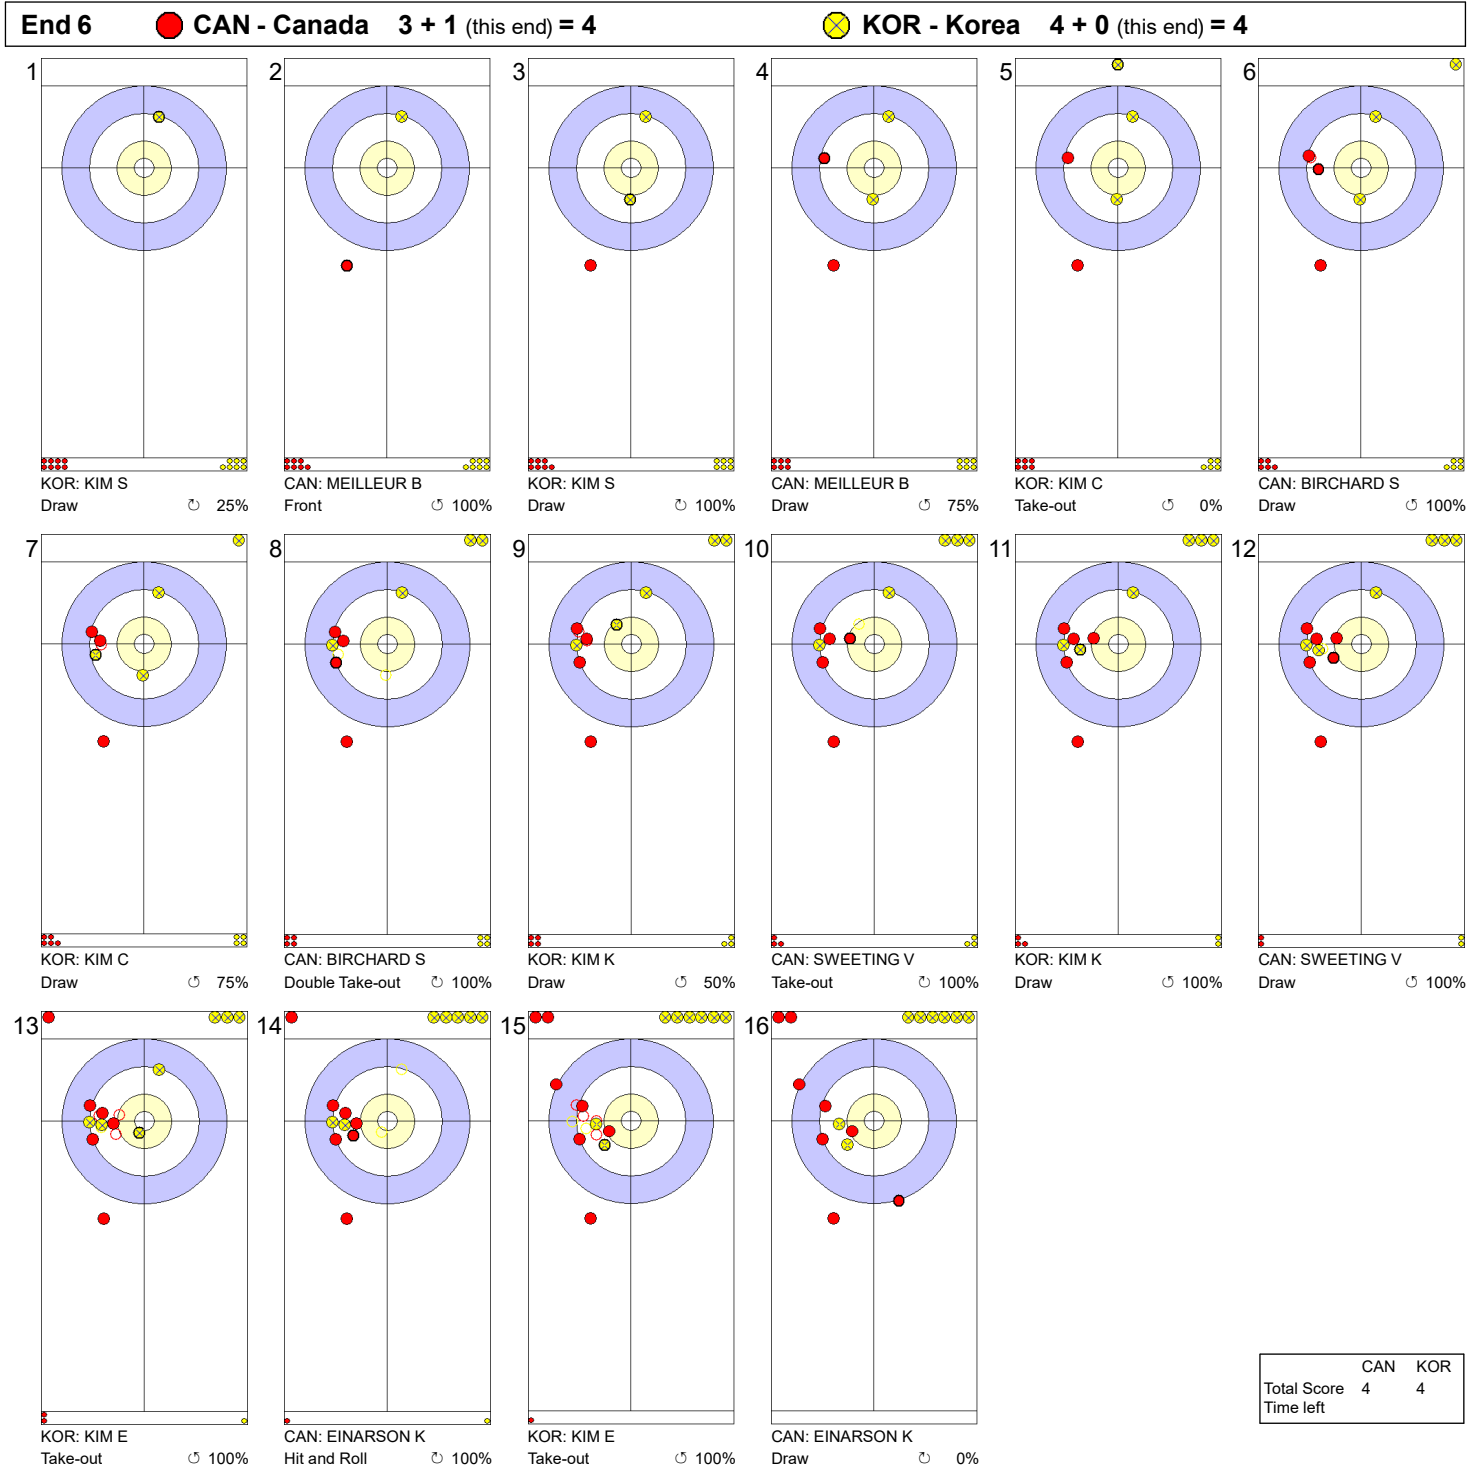 End 6 CAN - Canada 3 + 1 (this end) = 4 KOR - Korea 4 + 0 (this end) = 4
1 2 3 4 5 6
KOR: KIM S CAN: MEILLEUR B KOR: KIM S CAN: MEILLEUR B KOR: KIM C CAN: BIRCHARD S
Draw ↻ 25% Front ↻ 100% Draw ↺ 100% Draw ↺ 75% Take-out ↺ 0% Draw ↺ 100%
7 8 9 10 11 12
KOR: KIM C CAN: BIRCHARD S KOR: KIM K CAN: SWEETING V KOR: KIM K CAN: SWEETING V
Draw ↺ 75% Double Take-out ↻ 100% Draw ↺ 50% Take-out ↻ 100% Draw ↺ 100% Draw ↺ 100%
13 14 15 16
CAN KOR
Total Score 4 4
Time left
KOR: KIM E CAN: EINARSON K KOR: KIM E CAN: EINARSON K
Take-out ↺ 100% Hit and Roll ↺ 100% Take-out ↺ 100% Draw ↻ 0%